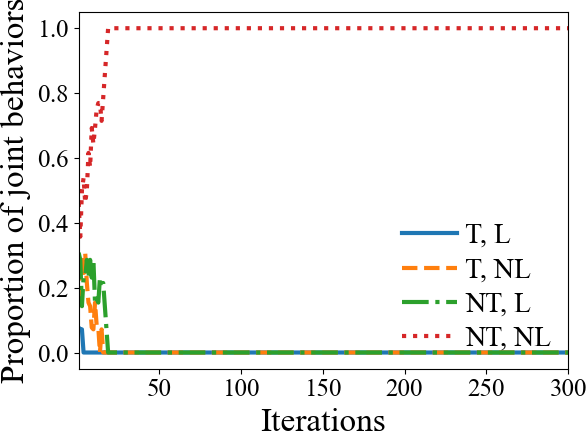 Proportion of joint behaviors
1.0
0.8
0.6
0.4
0.2
0.0
T, L
T, NL
NT, L
NT, NL
50
100
150
200
250
300
Iterations